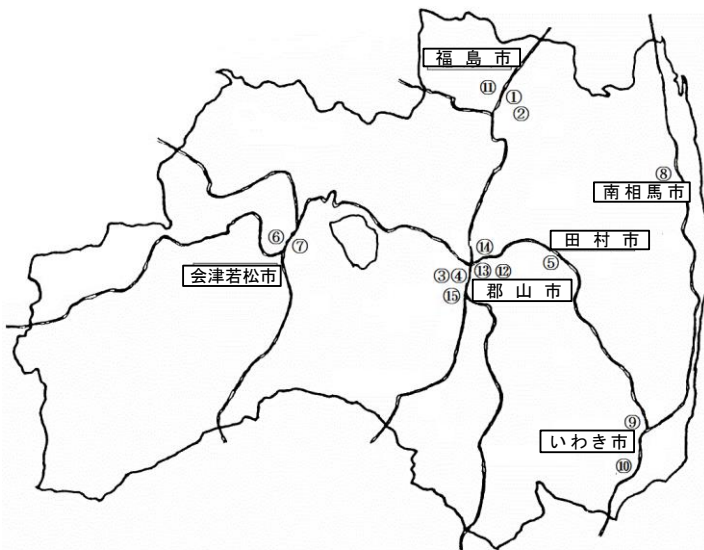 福島市
⑪
①
②
⑧
南相馬市
⑥
⑦
会津若松市
⑭
田村市
⑤
③④
⑬⑫
⑮
郡山市
⑨
いわき市
⑩